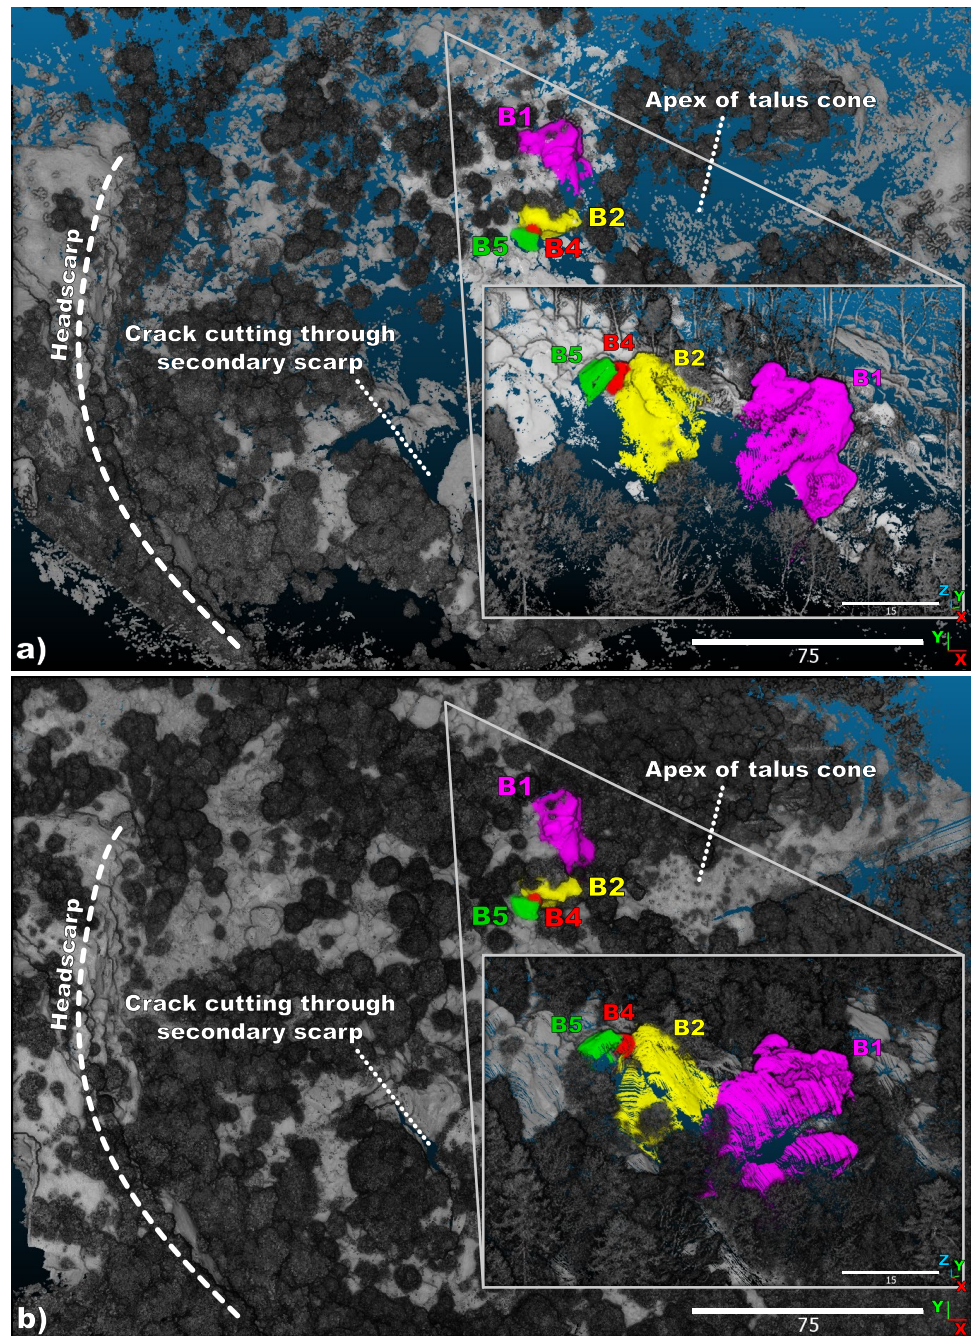 Apex of talus cone
B1
B2
B5
B4
Headscarp
Crack cutting through
secondary scarp
B4
B5
B2
B1
Z
Y
X
15
Y
X
75
a)
Apex of talus cone
B1
B2
B5
B4
Headscarp
Crack cutting through
secondary scarp
B4
B5
B2
B1
Z
Y
X
15
Y
X
75
b)